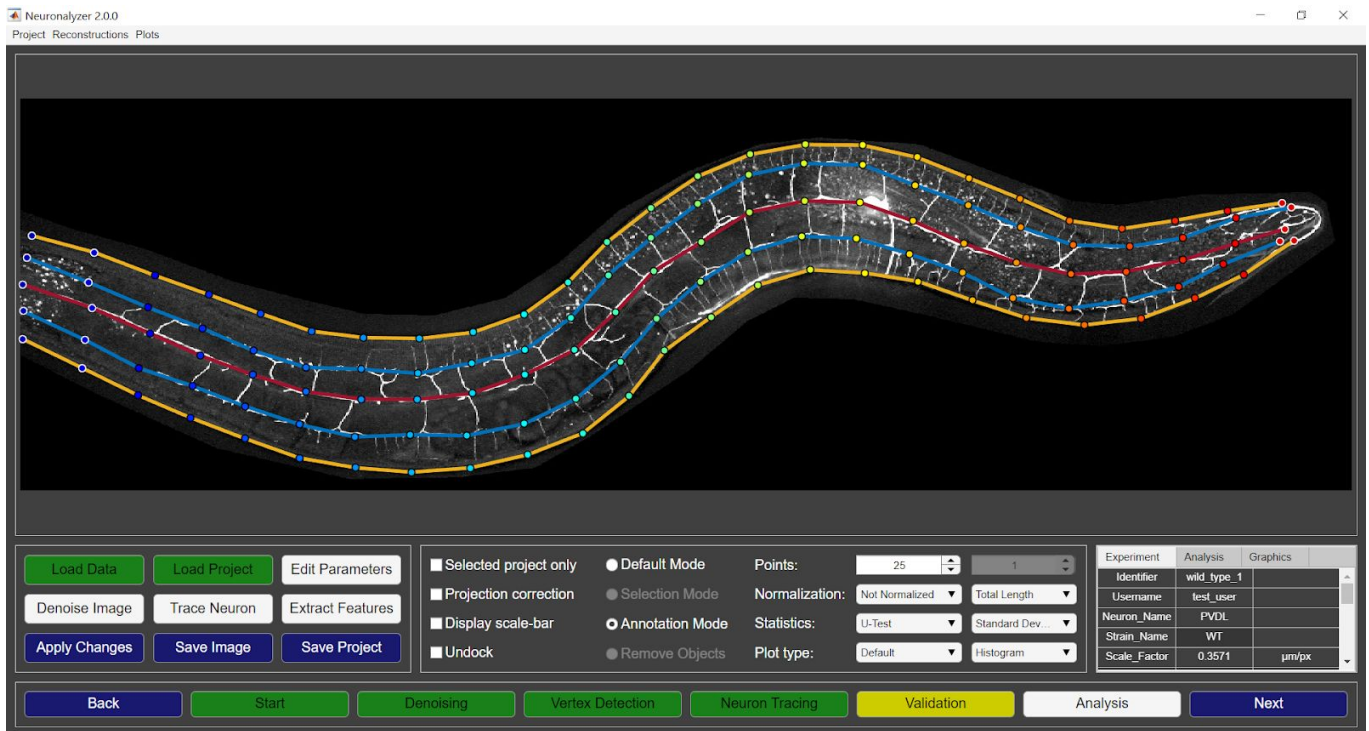 Neuronalyzer 2.0.0
Project Reconstructions Plots
Load Data Load Project Edit Parameters
Denoise Image Trace Neuron Extract Features
Apply Changes Save Image Save Project
Selected project only Default Mode Points: 25 1
Projection correction Selection Mode Normalization: Not Normalized Total Length
Display scale-bar Annotation Mode Statistics: U-Test Standard Dev...
Undock Remove Objects Plot type: Default Histogram
Experiment Analysis Graphics
Identifier wild_type_1
Username test_user
Neuron_Name PVDL
Strain_Name WT
Scale_Factor 0.3571 µm/px
Back Start Denoising Vertex Detection Neuron Tracing Validation Analysis Next